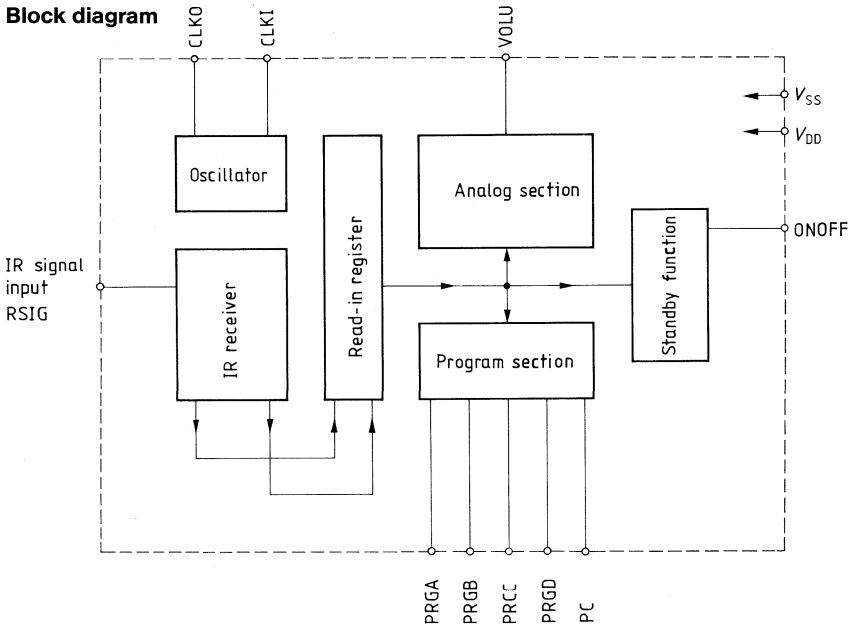 Block diagram
CLKO
CLKI
VOLU
VSS
VDD
Oscillator
Analog section
ONOFF
IR signal
input
RSIG
IR receiver
Read-in register
Standby function
Program section
PRGA
PRGB
PRCC
PRGD
PC